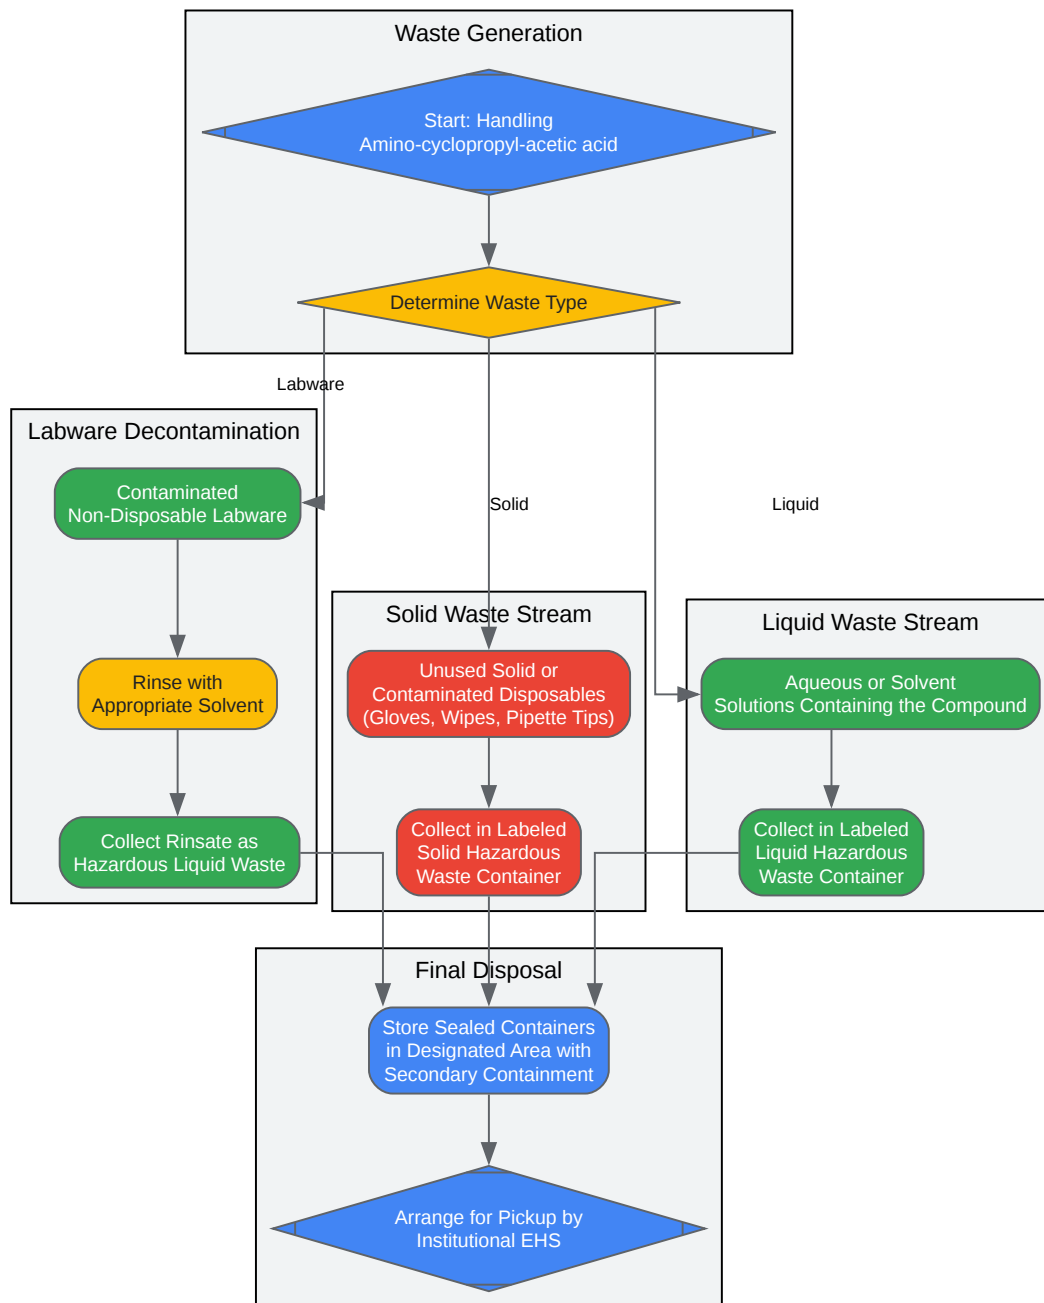 Waste Generation
Start: Handling
Amino-cyclopropyl-acetic acid
Determine Waste Type
Labware
Solid
Liquid
Labware Decontamination
Contaminated
Non-Disposable Labware
Rinse with
Appropriate Solvent
Collect Rinsate as
Hazardous Liquid Waste
Solid Waste Stream
Unused Solid or
Contaminated Disposables
(Gloves, Wipes, Pipette Tips)
Collect in Labeled
Solid Hazardous
Waste Container
Liquid Waste Stream
Aqueous or Solvent
Solutions Containing the Compound
Collect in Labeled
Liquid Hazardous
Waste Container
Final Disposal
Store Sealed Containers
in Designated Area with
Secondary Containment
Arrange for Pickup by
Institutional EHS